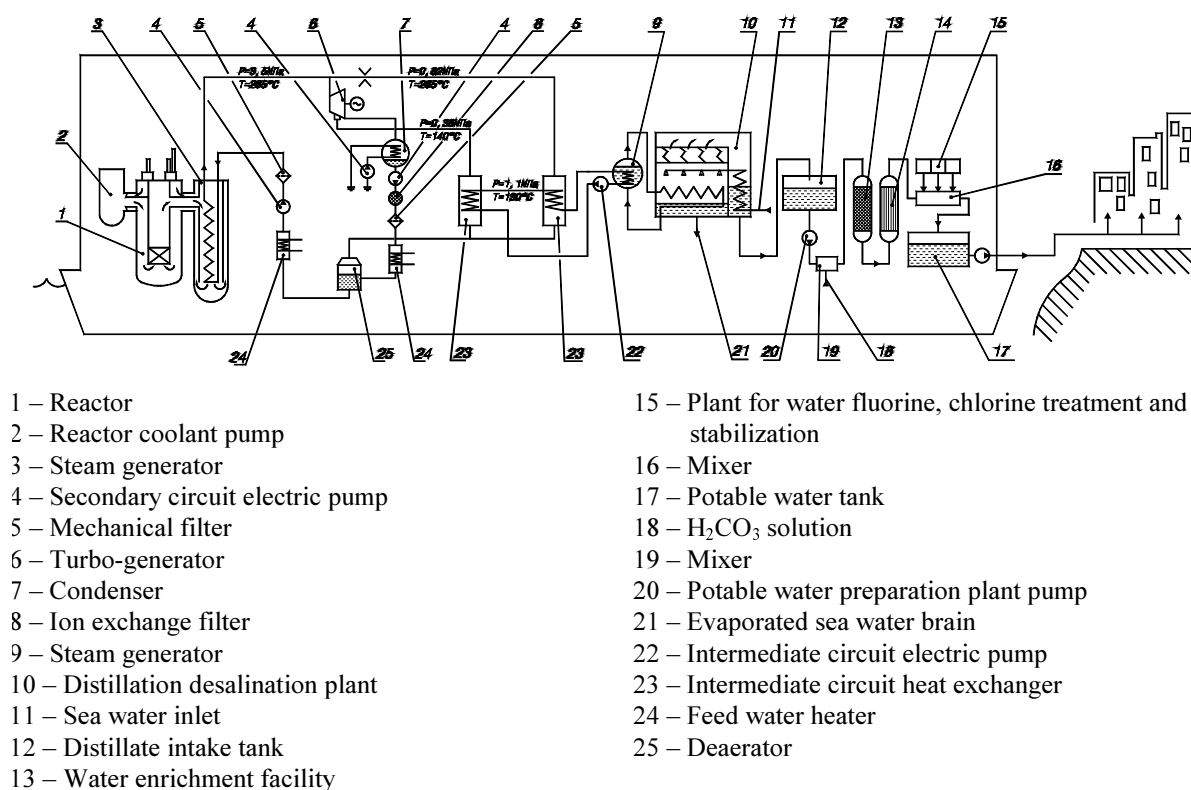 3 4 5 4 6 7 4 8 5 9 10 11 12 13 14 15
T=140°C
2
P=1, 1МПа
16
1
24 25 24 23 23 22 21 20 19 18 17
1 – Reactor
2 – Reactor coolant pump
3 – Steam generator
4 – Secondary circuit electric pump
5 – Mechanical filter
6 – Turbo-generator
7 – Condenser
8 – Ion exchange filter
9 – Steam generator
10 – Distillation desalination plant
11 – Sea water inlet
12 – Distillate intake tank
13 – Water enrichment facility
15 – Plant for water fluorine, chlorine treatment and
stabilization
16 – Mixer
17 – Potable water tank
18 – H₂CO₃ solution
19 – Mixer
20 – Potable water preparation plant pump
21 – Evaporated sea water brain
22 – Intermediate circuit electric pump
23 – Intermediate circuit heat exchanger
24 – Feed water heater
25 – Deaerator